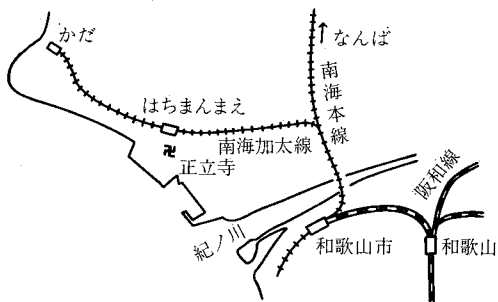 かだ
↑なんば
はちまんまえ
南海本線
南海加太線
卍
正立寺
阪和線
紀ノ川
和歌山市
和歌山